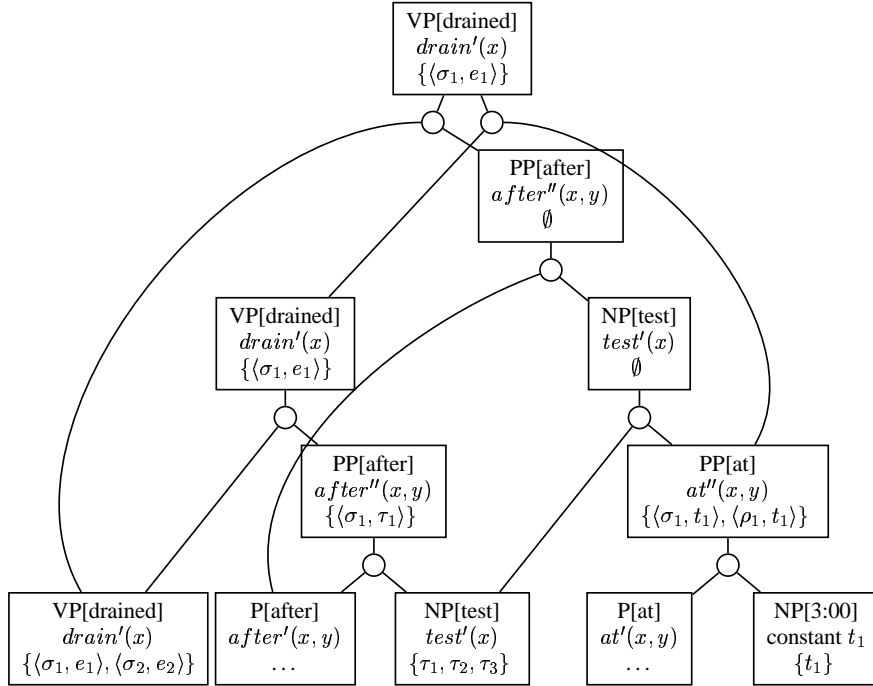 VP[drained]
drain′(x)
{⟨σ₁, e₁⟩}
PP[after]
after″(x, y)
∅
VP[drained]
drain′(x)
{⟨σ₁, e₁⟩}
NP[test]
test′(x)
∅
PP[after]
after″(x, y)
{⟨σ₁, τ₁⟩}
PP[at]
at″(x, y)
{⟨σ₁, t₁⟩, ⟨ρ₁, t₁⟩}
VP[drained]
drain′(x)
{⟨σ₁, e₁⟩, ⟨σ₂, e₂⟩}
P[after]
after′(x, y)
...
NP[test]
test′(x)
{τ₁, τ₂, τ₃}
P[at]
at′(x, y)
...
NP[3:00]
constant t₁
{t₁}